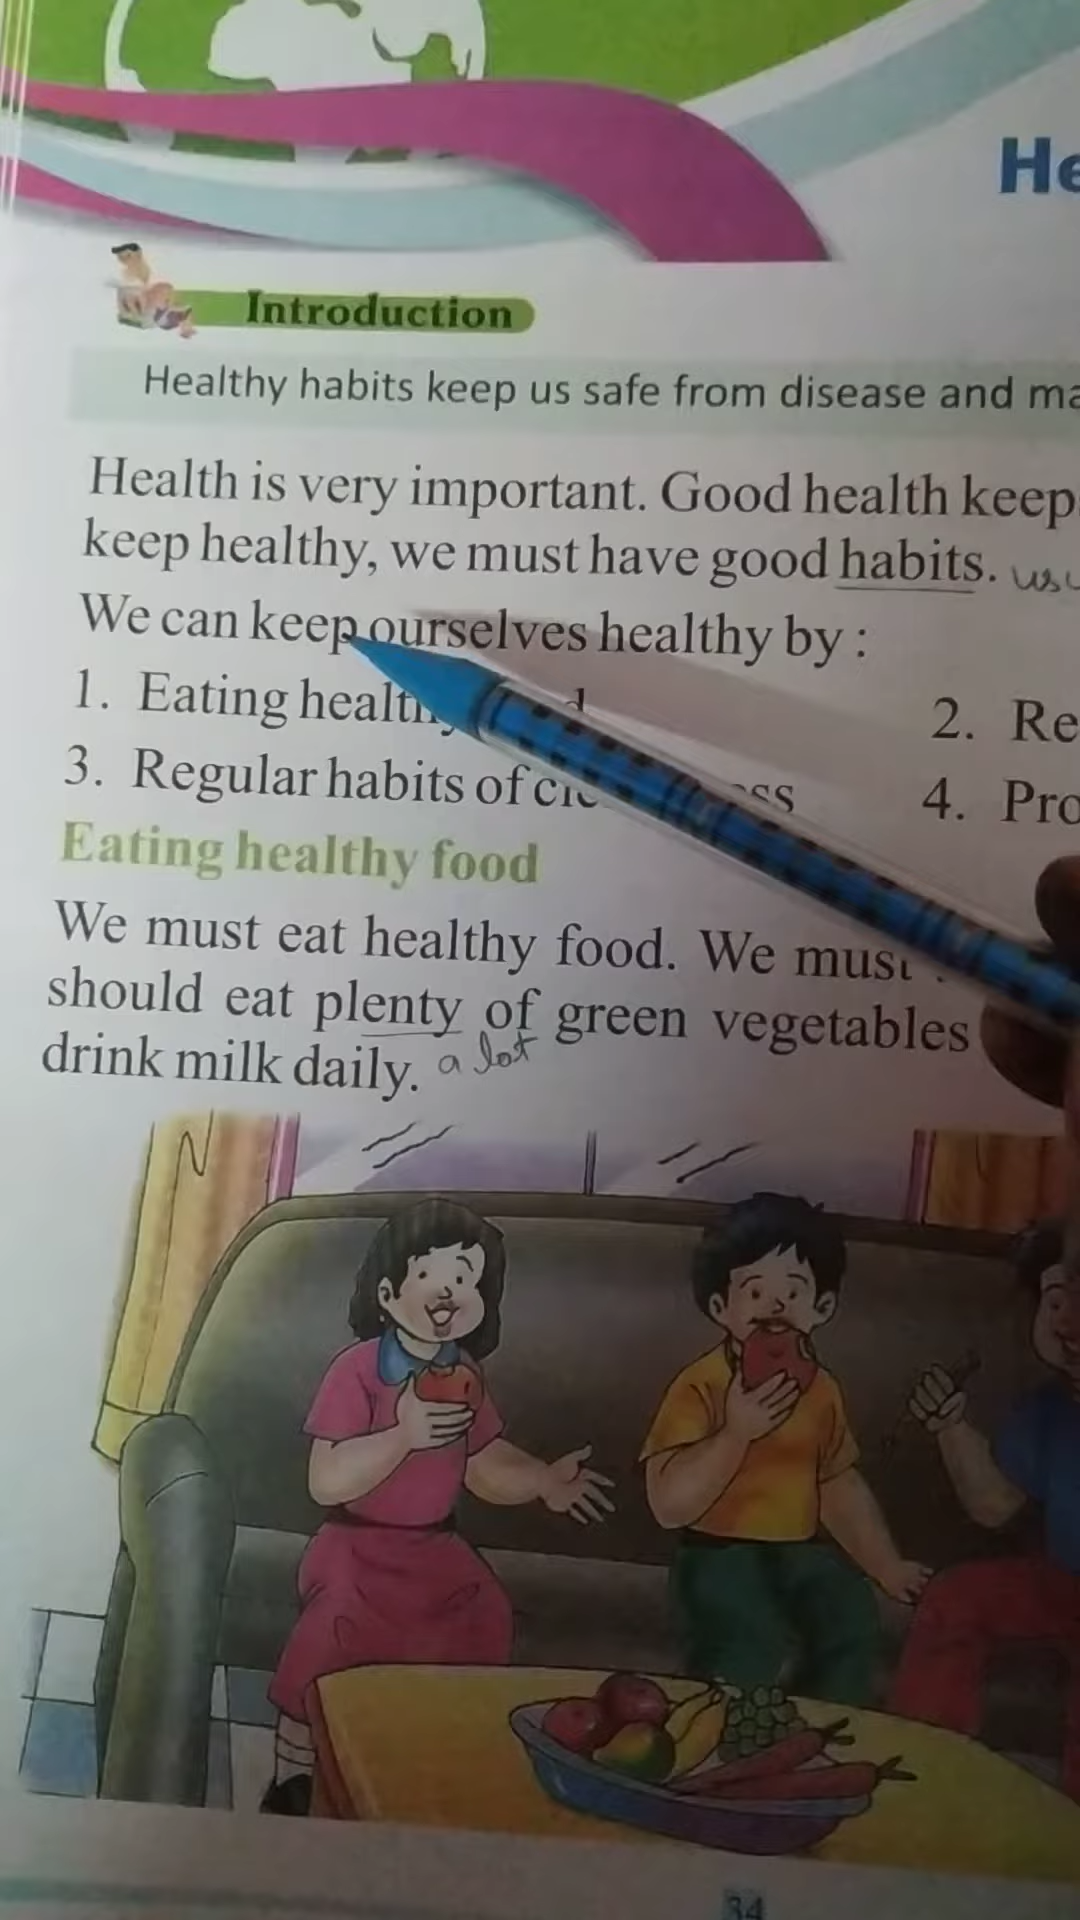 He
Introduction
Healthy habits keep us safe from disease and
Health is very important. Good health keep
keep healthy, we must have good habits.
We can keep ourselves healthy by :
1. Eating 2. Re
3. Regular habits of 4. Pro
Eating healthy food
We must eat healthy food. We must
should eat plenty of green vegetables
drink milk daily. a lot
34